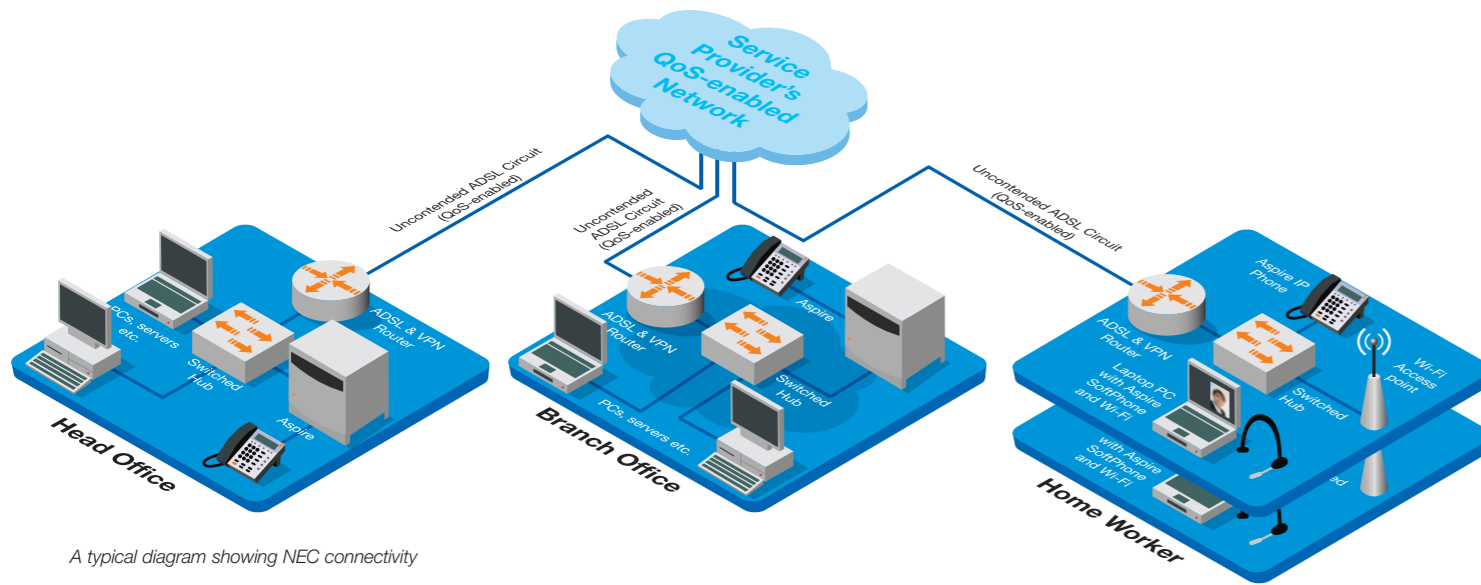 Service
Provider's
QoS-enabled
Network
Uncontended ADSL Circuit
(QoS-enabled)
Uncontended
ADSL Circuit
(QoS-enabled)
Uncontended ADSL Circuit
(QoS-enabled)
PCs, servers
etc.
Switched
Hub
ADSL & VPN
Router
Aspire
Head Office
ADSL & VPN
Router
Aspire
Switched
Hub
PCs, servers etc.
Branch Office
Aspire IP
Phone
ADSL & VPN
Router
Wi-Fi
Access
point
Switched
Hub
Laptop PC
with Aspire
SoftPhone
and Wi-Fi
with Aspire
SoftPhone
and Wi-Fi
Home Worker
A typical diagram showing NEC connectivity